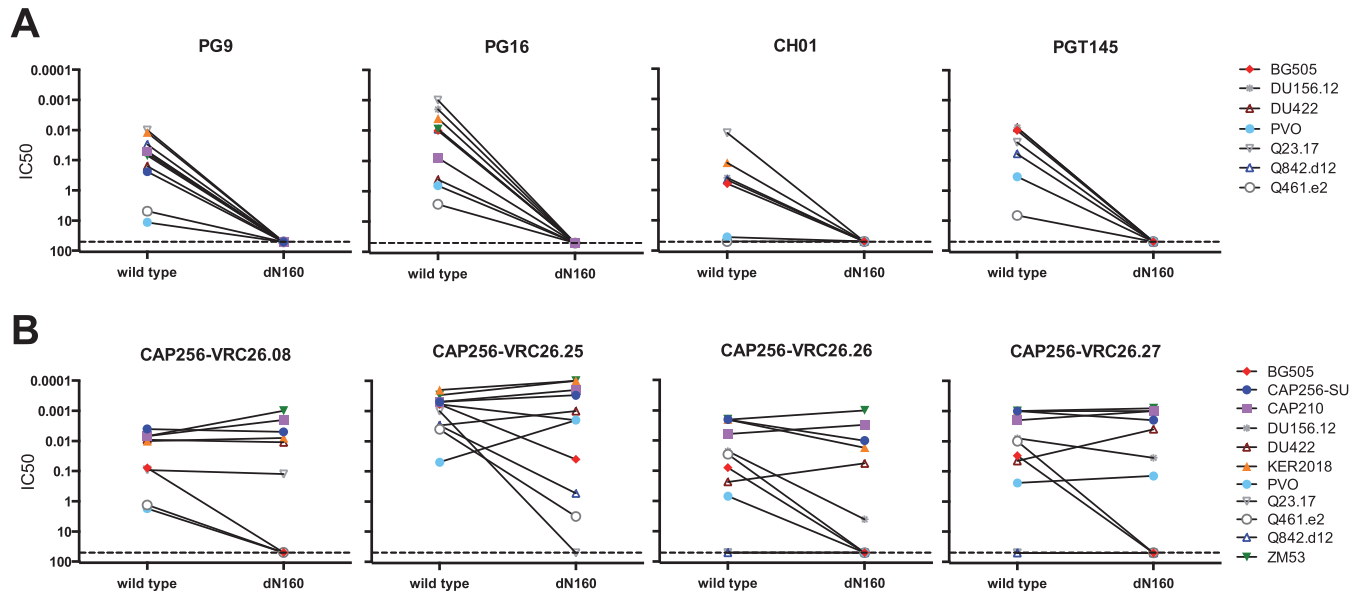 A
PG9
PG16
CH01
PGT145
IC50
0.0001
0.001
0.01
0.1
1
10
100
wild type
dN160
wild type
dN160
wild type
dN160
wild type
dN160
BG505
DU156.12
DU422
PVO
Q23.17
Q842.d12
Q461.e2
B
CAP256-VRC26.08
CAP256-VRC26.25
CAP256-VRC26.26
CAP256-VRC26.27
IC50
0.0001
0.001
0.01
0.1
1
10
100
wild type
dN160
wild type
dN160
wild type
dN160
wild type
dN160
BG505
CAP256-SU
CAP210
DU156.12
DU422
KER2018
PVO
Q23.17
Q461.e2
Q842.d12
ZM53